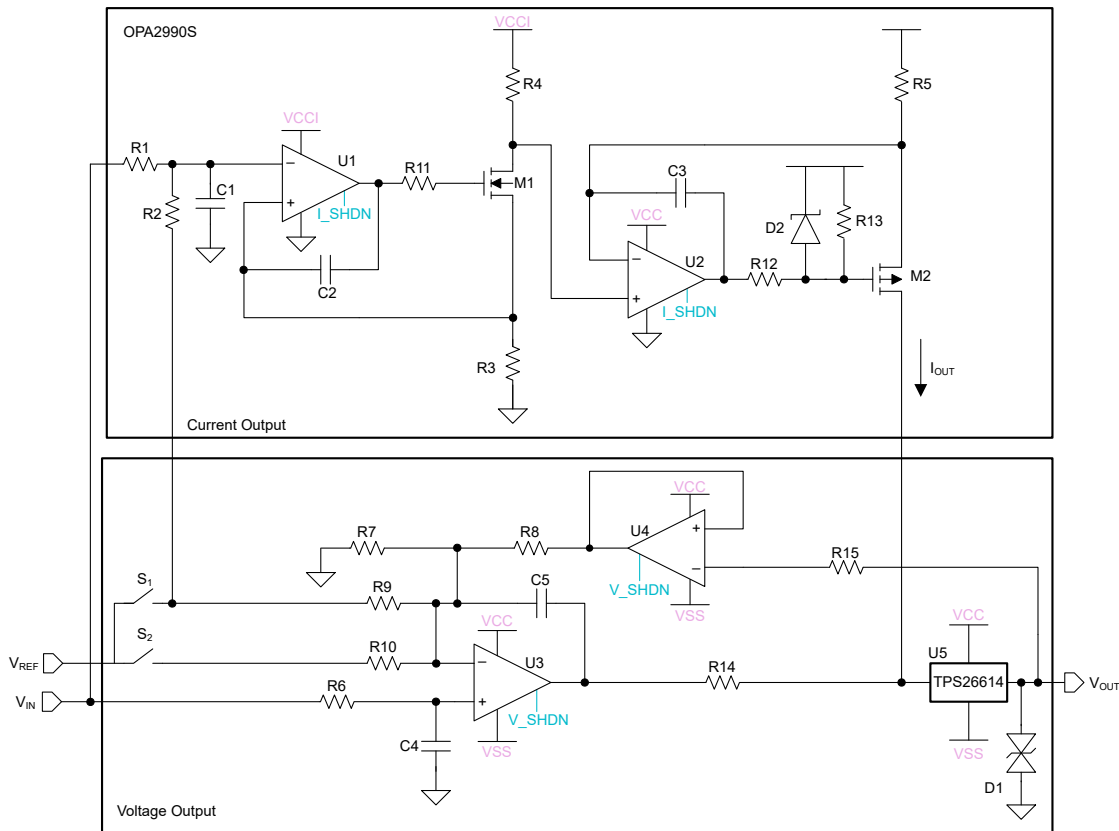 OPA2990S
VCCI
R4
R5
VCCI
R1
U1
R11
M1
C3
R2
C1
I_SHDN
VCC
D2
R13
C2
U2
R12
M2
I_SHDN
R3
IOUT
Current Output
VCC
R7
R8
U4
R15
S1
C5
V_SHDN
R9
VSS
S2
VCC
VCC
VREF
R10
U3
R14
U5
TPS26614
VOUT
VIN
R6
V_SHDN
C4
VSS
VSS
D1
Voltage Output
+
−
+
−
+
−
+
−